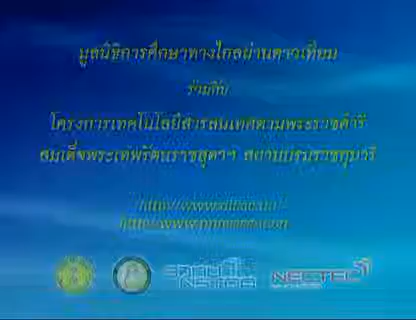 มูลนิธิการศึกษาทางไกลผ่านดาวเทียม
ร่วมกับ
โครงการเทคโนโลยีสารสนเทศตามพระราชดำริ
สมเด็จพระเทพรัตนราชสุดาฯ สยามบรมราชกุมารี
NSTDA
NECTEC